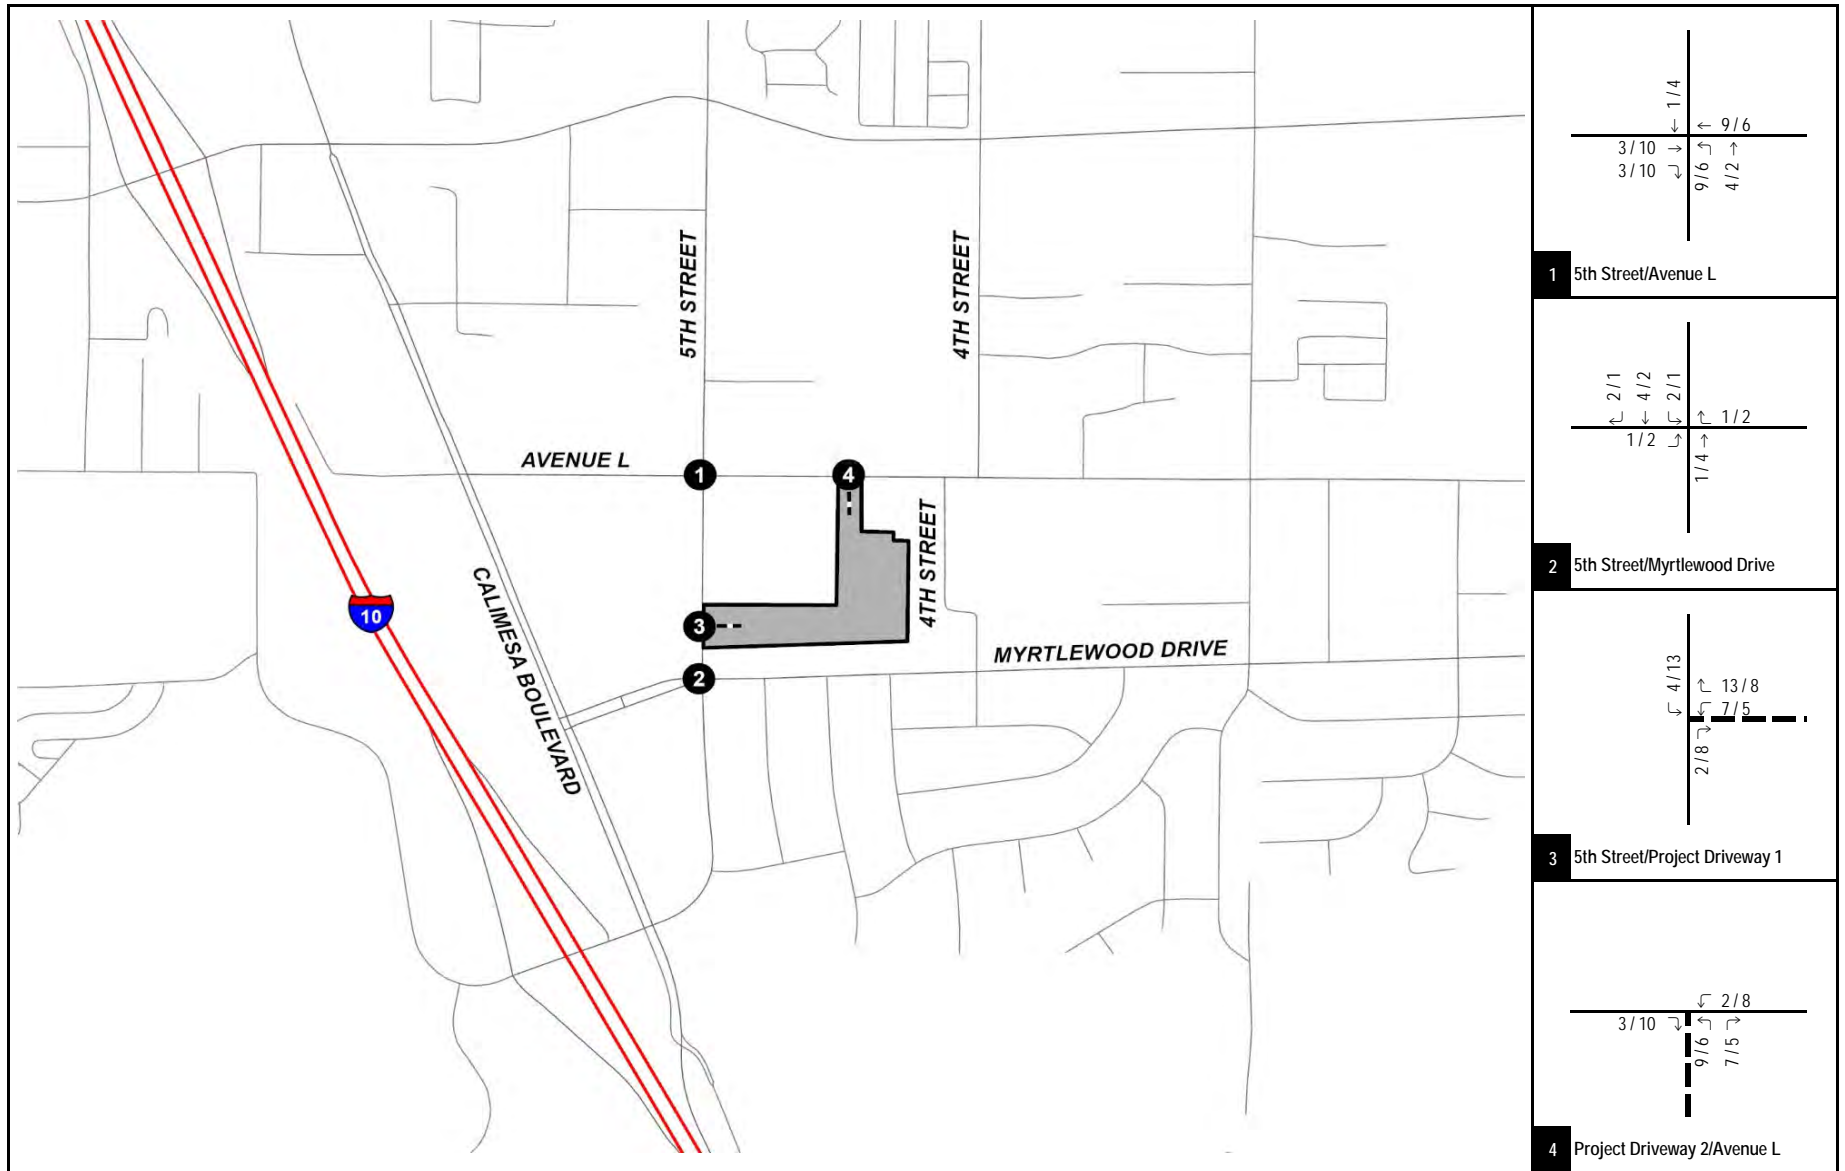 5TH STREET
4TH STREET
AVENUE L
1
4
4TH STREET
10
CALIMESA BOULEVARD
3
MYRTLEWOOD DRIVE
2
1 / 4
← 9 / 6
3 / 10 →
3 / 10
9 / 6
4 / 2
1 5th Street/Avenue L
2 / 1
4 / 2
2 / 1
1 / 2
1 / 2
1 / 4
2 5th Street/Myrtlewood Drive
4 / 13
13 / 8
7 / 5
2 / 8
3 5th Street/Project Driveway 1
2 / 8
3 / 10
9 / 6
7 / 5
4 Project Driveway 2/Avenue L